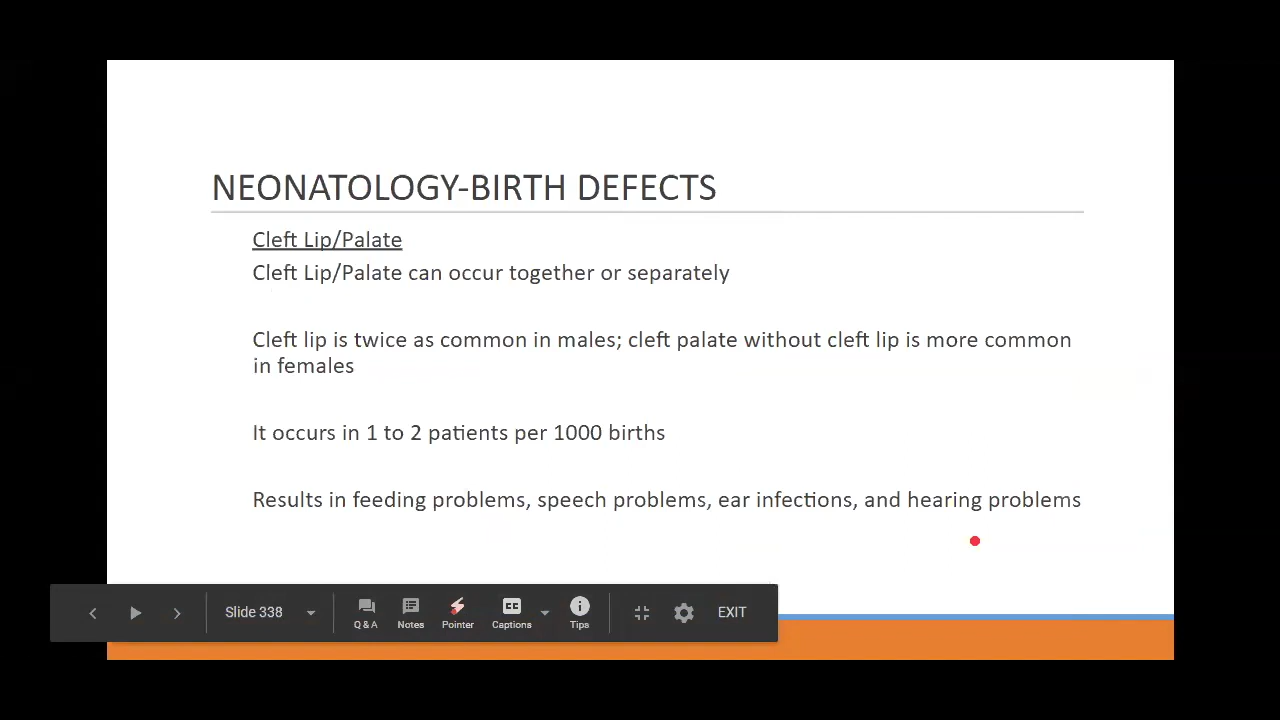 NEONATOLOGY-BIRTH DEFECTS
Cleft Lip/Palate
Cleft Lip/Palate can occur together or separately
Cleft lip is twice as common in males; cleft palate without cleft lip is more common
in females
It occurs in 1 to 2 patients per 1000 births
Results in feeding problems, speech problems, ear infections, and hearing problems
Slide 338
Q & A
Notes
Pointer
CC
Captions
Tips
EXIT